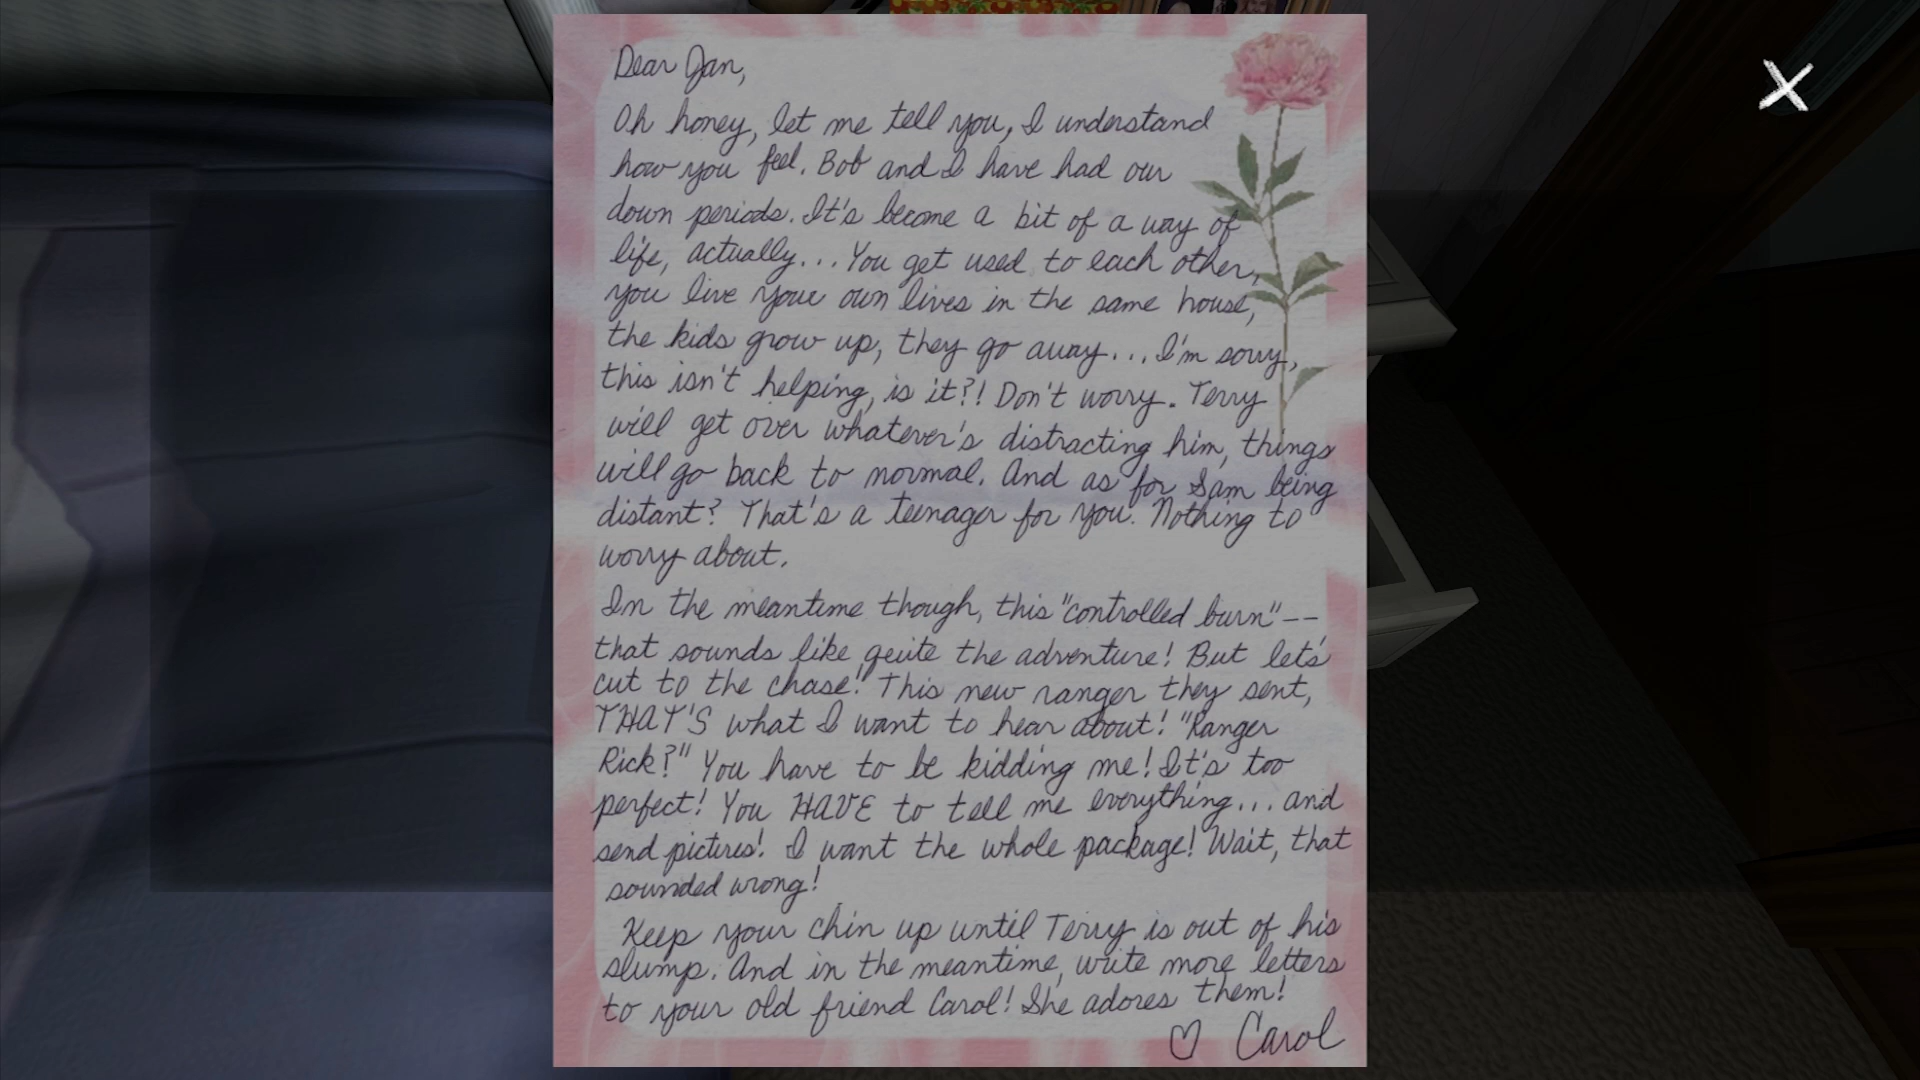 Dear Jan,
Oh honey, let me tell you, I understand
how you feel. Bob and I have had our
down periods. It's become a bit of a way of
life, actually... You get used to each other,
you live your own lives in the same house,
the kids grow up, they go away... I'm sorry,
this isn't helping, is it?! Don't worry. Terry
will get over whatever's distracting him, things
will go back to normal. And as for Sam being
distant? That's a teenager for you. Nothing to
worry about.
In the meantime though, this "controlled burn"--
that sounds like quite the adventure! But let's
cut to the chase! This new ranger they sent,
THAT'S what I want to hear about! "Ranger
Rick?" You have to be kidding me! It's too
perfect! You HAVE to tell me everything... and
send pictures! I want the whole package! Wait, that
sounded wrong!
Keep your chin up until Terry is out of his
slump. And in the meantime, write more letters
to your old friend Carol! She adores them!
♡ Carol